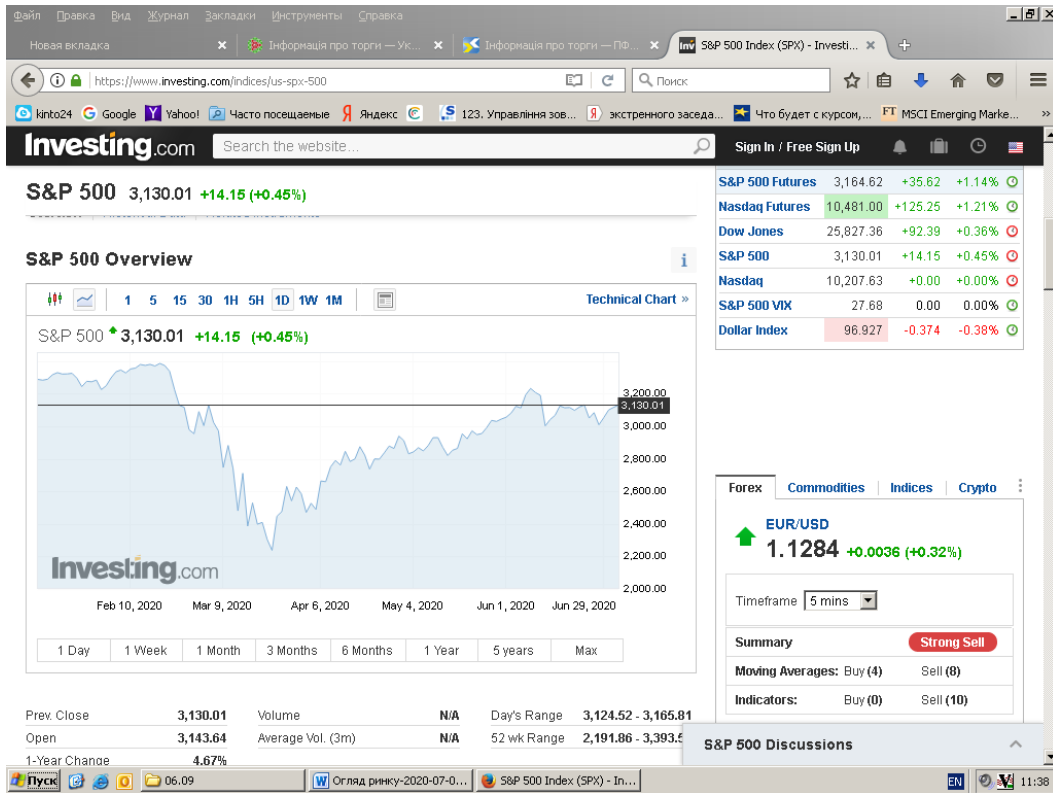 Файл Правка Вид Журнал Закладки Инструменты Справка
Новая вкладка
Інформація про торги — Ук...
Інформація про торги — ПФ...
Inv S&P 500 Index (SPX) - Investi...
https://www.investing.com/indices/us-spx-500
Поиск
kinto24 Google Yahoo! Часто посещаемые Яндекс 123. Управління зов... экстренного заседа... Что будет с курсом,... FT MSCI Emerging Marke... »
Investing.com
Search the website...
Sign In / Free Sign Up
S&P 500 3,130.01 +14.15 (+0.45%)
S&P 500 Overview
1 5 15 30 1H 5H 1D 1W 1M
Technical Chart »
S&P 500 3,130.01 +14.15 (+0.45%)
3,200.00
3,130.01
3,000.00
2,800.00
2,600.00
2,400.00
2,200.00
2,000.00
Investing.com
Feb 10, 2020 Mar 9, 2020 Apr 6, 2020 May 4, 2020 Jun 1, 2020 Jun 29, 2020
1 Day 1 Week 1 Month 3 Months 6 Months 1 Year 5 years Max
Prev. Close 3,130.01 Volume N/A Day's Range 3,124.52 - 3,165.81
Open 3,143.64 Average Vol. (3m) N/A 52 wk Range 2,191.86 - 3,393.5
1-Year Change 4.67%
S&P 500 Futures 3,164.62 +35.62 +1.14%
Nasdaq Futures 10,481.00 +125.25 +1.21%
Dow Jones 25,827.36 +92.39 +0.36%
S&P 500 3,130.01 +14.15 +0.45%
Nasdaq 10,207.63 +0.00 +0.00%
S&P 500 VIX 27.68 0.00 0.00%
Dollar Index 96.927 -0.374 -0.38%
Forex Commodities Indices Crypto
EUR/USD
1.1284 +0.0036 (+0.32%)
Timeframe 5 mins
Summary Strong Sell
Moving Averages: Buy (4) Sell (8)
Indicators: Buy (0) Sell (10)
S&P 500 Discussions
Пуск 06.09 Огляд ринку-2020-07-0... S&P 500 Index (SPX) - In... EN 11:38